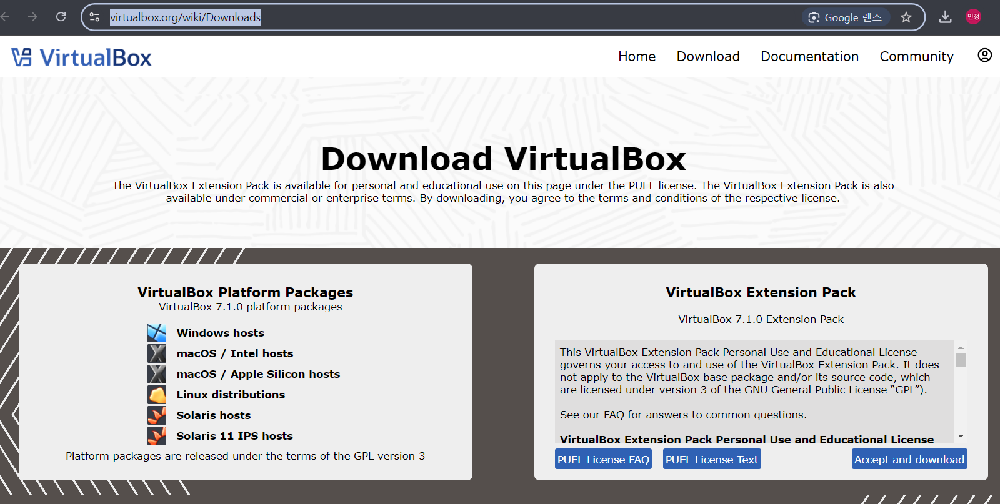 virtualbox.org/wiki/Downloads
Google 렌즈
민정
VirtualBox
Home Download Documentation Community
Download VirtualBox
The VirtualBox Extension Pack is available for personal and educational use on this page under the PUEL license. The VirtualBox Extension Pack is also
available under commercial or enterprise terms. By downloading, you agree to the terms and conditions of the respective license.
VirtualBox Platform Packages
VirtualBox 7.1.0 platform packages
Windows hosts
macOS / Intel hosts
macOS / Apple Silicon hosts
Linux distributions
Solaris hosts
Solaris 11 IPS hosts
Platform packages are released under the terms of the GPL version 3
VirtualBox Extension Pack
VirtualBox 7.1.0 Extension Pack
This VirtualBox Extension Pack Personal Use and Educational License
governs your access to and use of the VirtualBox Extension Pack. It does
not apply to the VirtualBox base package and/or its source code, which
are licensed under version 3 of the GNU General Public License “GPL”).
See our FAQ for answers to common questions.
VirtualBox Extension Pack Personal Use and Educational License
PUEL License FAQ PUEL License Text Accept and download